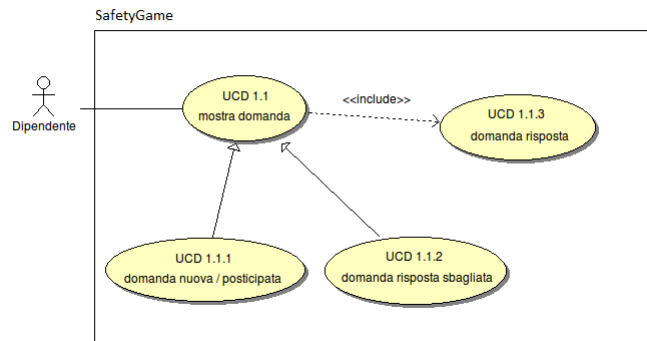 SafetyGame
UCD 1.1
mostra domanda
<<include>>
UCD 1.1.3
domanda risposta
Dipendente
UCD 1.1.1
domanda nuova / posticipata
UCD 1.1.2
domanda risposta sbagliata